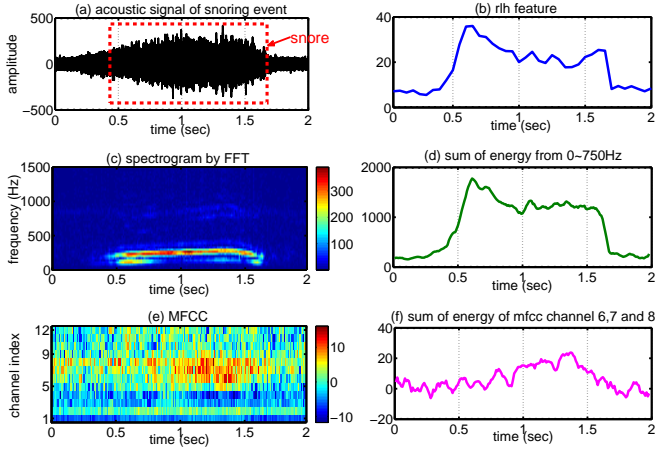 (a) acoustic signal of snoring event
500
0
−500
amplitude
snore
0 0.5 1 1.5 2
time (sec)
(b) rlh feature
40
20
0
0 0.5 1 1.5 2
time (sec)
(c) spectrogram by FFT
1500
1000
500
0
frequency (Hz)
300
200
100
0 0.5 1 1.5 2
time (sec)
(d) sum of energy from 0~750Hz
2000
1000
0
0 0.5 1 1.5 2
time (sec)
(e) MFCC
12
9
5
1
channel index
10
0
−10
0 0.5 1 1.5 2
time (sec)
(f) sum of energy of mfcc channel 6,7 and 8
40
20
0
−20
0 0.5 1 1.5 2
time (sec)